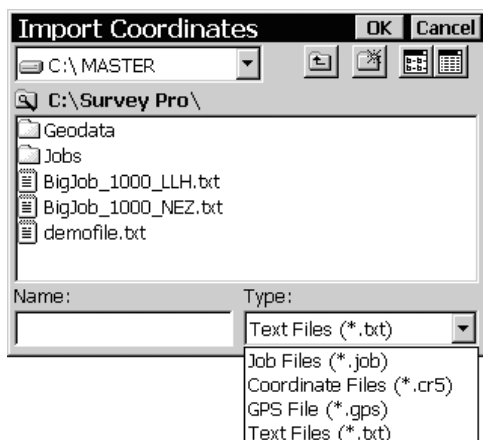 Import Coordinates OK Cancel
C:\ MASTER
C:\Survey Pro\
Geodata
Jobs
BigJob_1000_LLH.txt
BigJob_1000_NEZ.txt
demofile.txt
Name: Type:
Text Files (*.txt)
Job Files (*.job)
Coordinate Files (*.cr5)
GPS File (*.gps)
Text Files (*.txt)